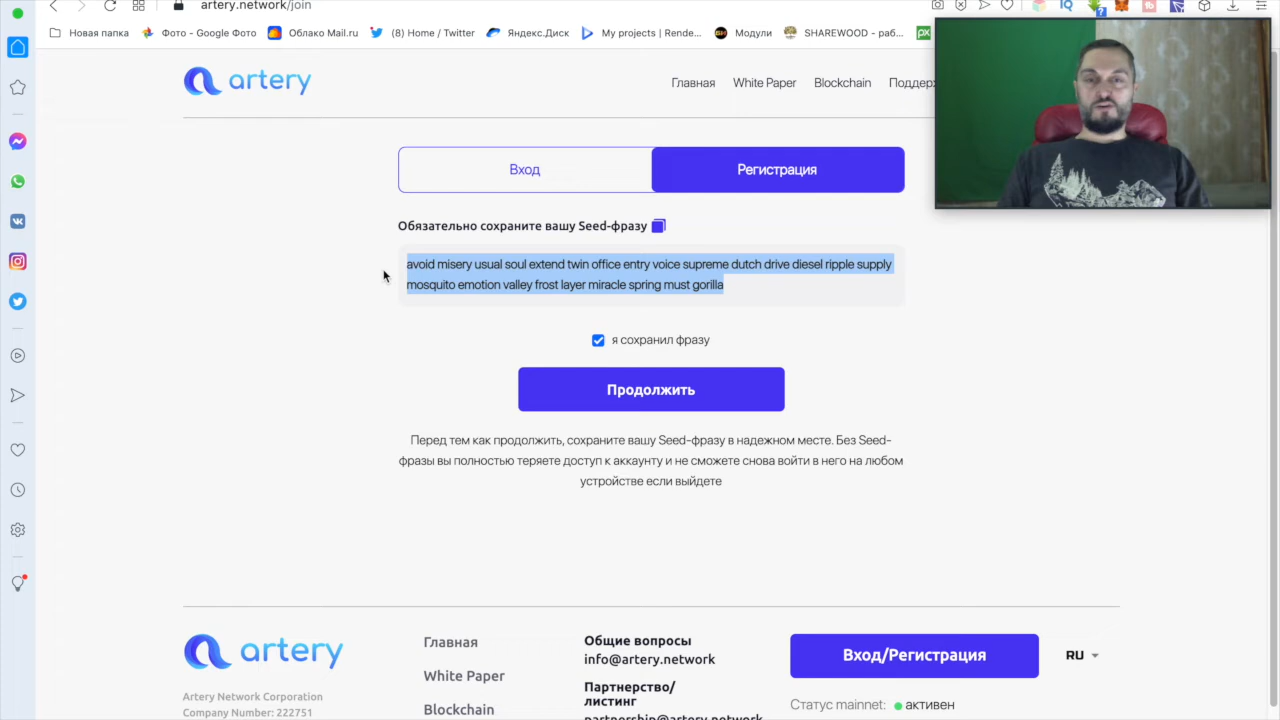 artery.network/join
Новая папка
Фото - Google Фото
Облако Mail.ru
(8) Home / Twitter
Яндекс.Диск
My projects | Rende...
Модули
SHAREWOOD - раб...
artery
Главная
White Paper
Blockchain
Поддер
Вход
Регистрация
Обязательно сохраните вашу Seed-фразу
avoid misery usual soul extend twin office entry voice supreme dutch drive diesel ripple supply
mosquito emotion valley frost layer miracle spring must gorilla
я сохранил фразу
Продолжить
Перед тем как продолжить, сохраните вашу Seed-фразу в надежном месте. Без Seed-
фразы вы полностью теряете доступ к аккаунту и не сможете снова войти в него на любом
устройстве если выйдете
artery
Artery Network Corporation
Company Number: 222751
Главная
White Paper
Blockchain
Общие вопросы
info@artery.network
Партнерство/
листинг
partnership@artery.network
Вход/Регистрация
RU
Статус mainnet:
активен